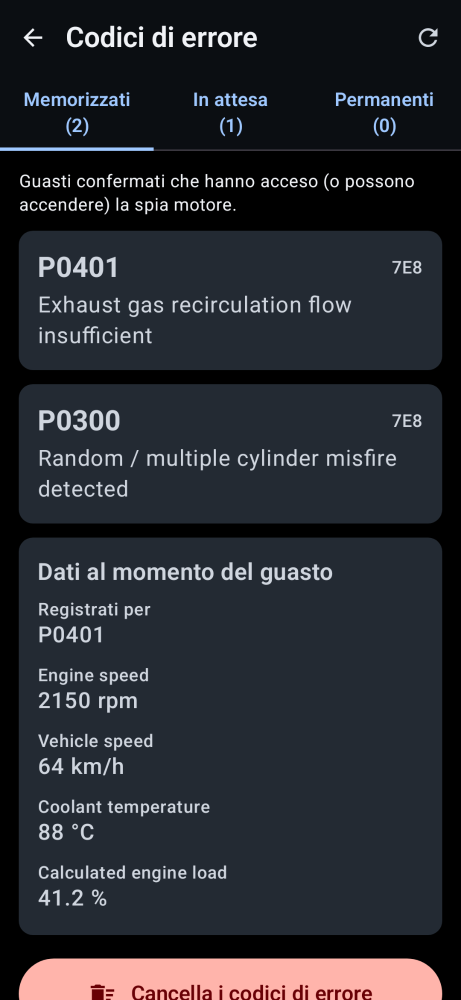 Codici di errore
Memorizzati
(2)
In attesa
(1)
Permanenti
(0)
Guasti confermati che hanno acceso (o possono
accendere) la spia motore.
P0401
7E8
Exhaust gas recirculation flow
insufficient
P0300
7E8
Random / multiple cylinder misfire
detected
Dati al momento del guasto
Registrati per
P0401
Engine speed
2150 rpm
Vehicle speed
64 km/h
Coolant temperature
88 °C
Calculated engine load
41.2 %
Cancella i codici di errore